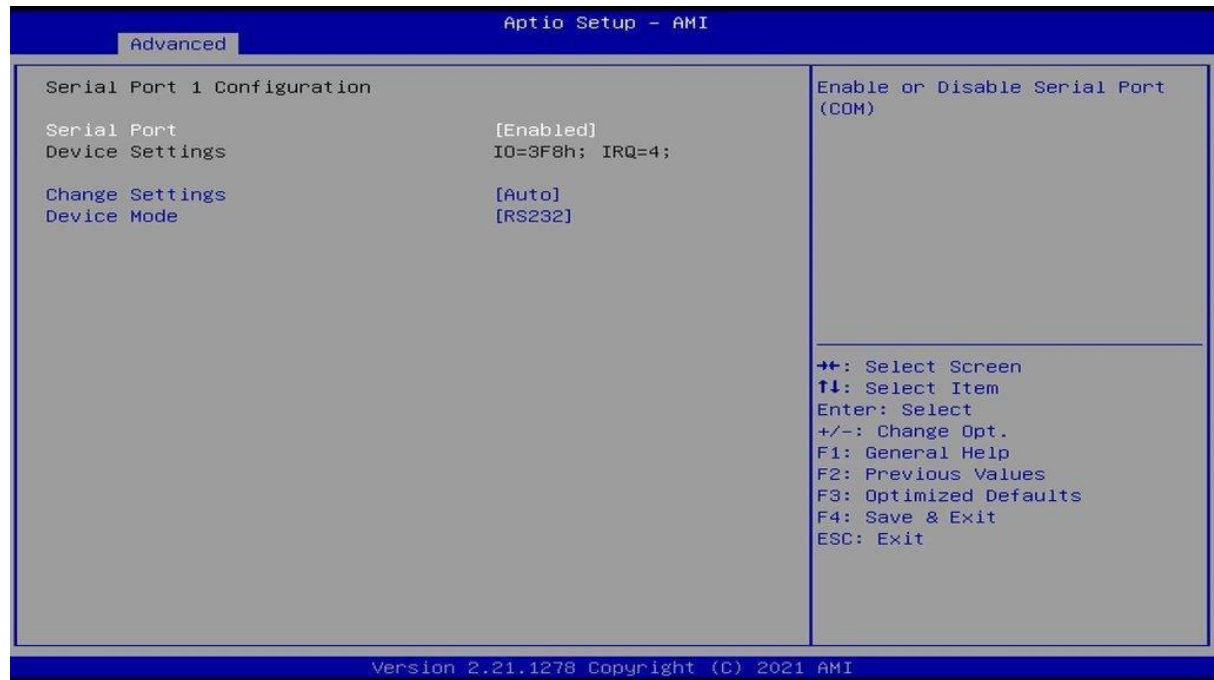 Aptio Setup – AMI
Advanced
Serial Port 1 Configuration
Serial Port [Enabled]
Device Settings IO=3F8h; IRQ=4;
Change Settings [Auto]
Device Mode [RS232]
Enable or Disable Serial Port
(COM)
→←: Select Screen
↑↓: Select Item
Enter: Select
+/-: Change Opt.
F1: General Help
F2: Previous Values
F3: Optimized Defaults
F4: Save & Exit
ESC: Exit
Version 2.21.1278 Copyright (C) 2021 AMI